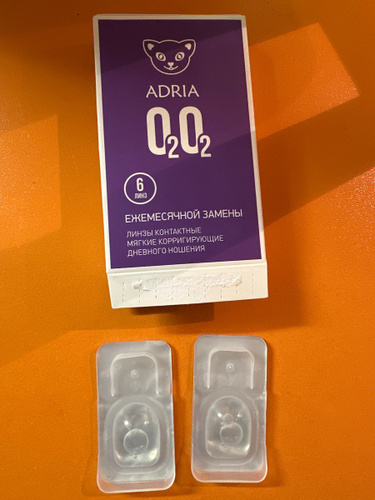 ADRIA
O2O2
6
ЛИНЗ
ЕЖЕМЕСЯЧНОЙ ЗАМЕНЫ
ЛИНЗЫ КОНТАКТНЫЕ
МЯГКИЕ КОРРИГИРУЮЩИЕ
ДНЕВНОГО НОШЕНИЯ